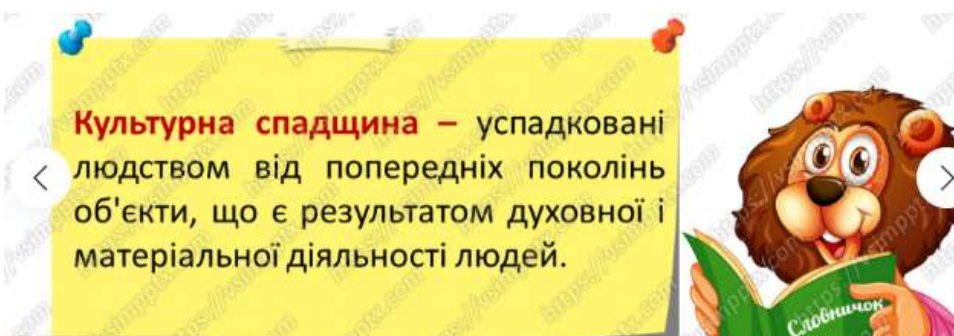 Культурна спадщина – успадковані
людством від попередніх поколінь
об'єкти, що є результатом духовної і
матеріальної діяльності людей.
Словничок